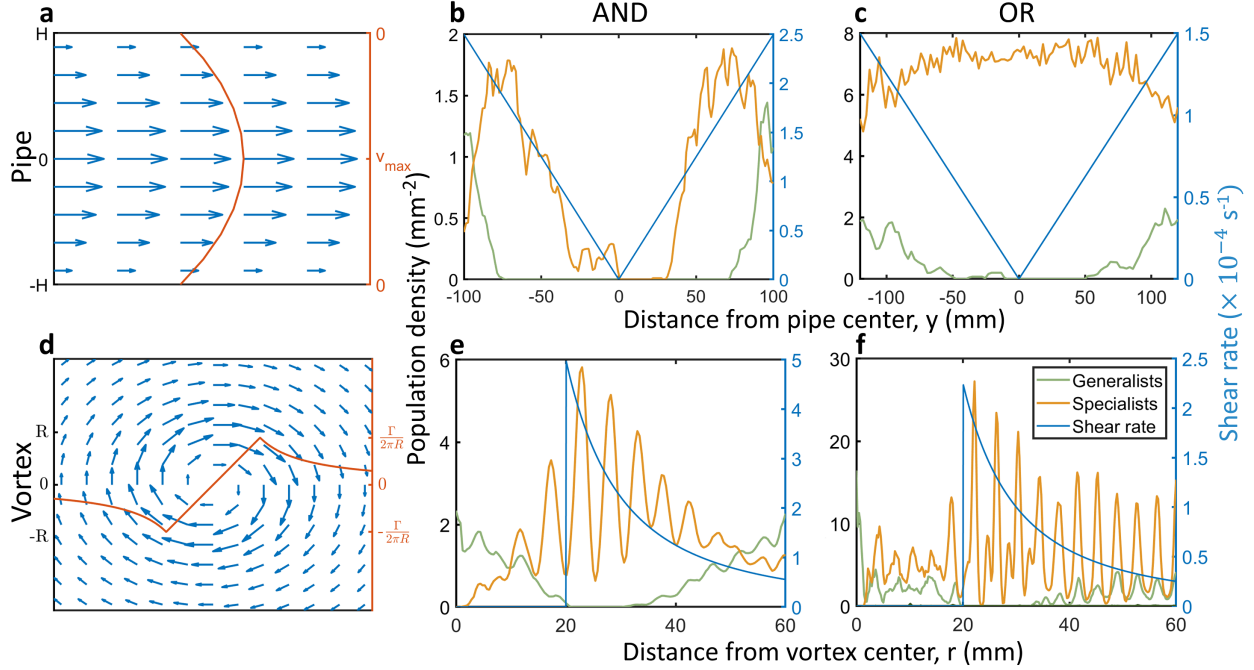 a
b
AND
c
OR
Pipe
H
0
-H
0
v_max
0
2
1.5
1
0.5
0
-100
-50
0
50
100
2.5
2
1.5
1
0.5
0
8
6
4
2
0
-100
-50
0
50
100
1.5
1
0.5
0
Distance from pipe center, y (mm)
Population density (mm⁻²)
Shear rate (× 10⁻⁴ s⁻¹)
d
e
f
Vortex
R
0
-R
Γ/2πR
0
-Γ/2πR
6
4
2
0
0
20
40
60
5
4
3
2
1
0
30
20
10
0
0
20
40
60
2.5
2
1.5
1
0.5
0
Generalists
Specialists
Shear rate
Distance from vortex center, r (mm)